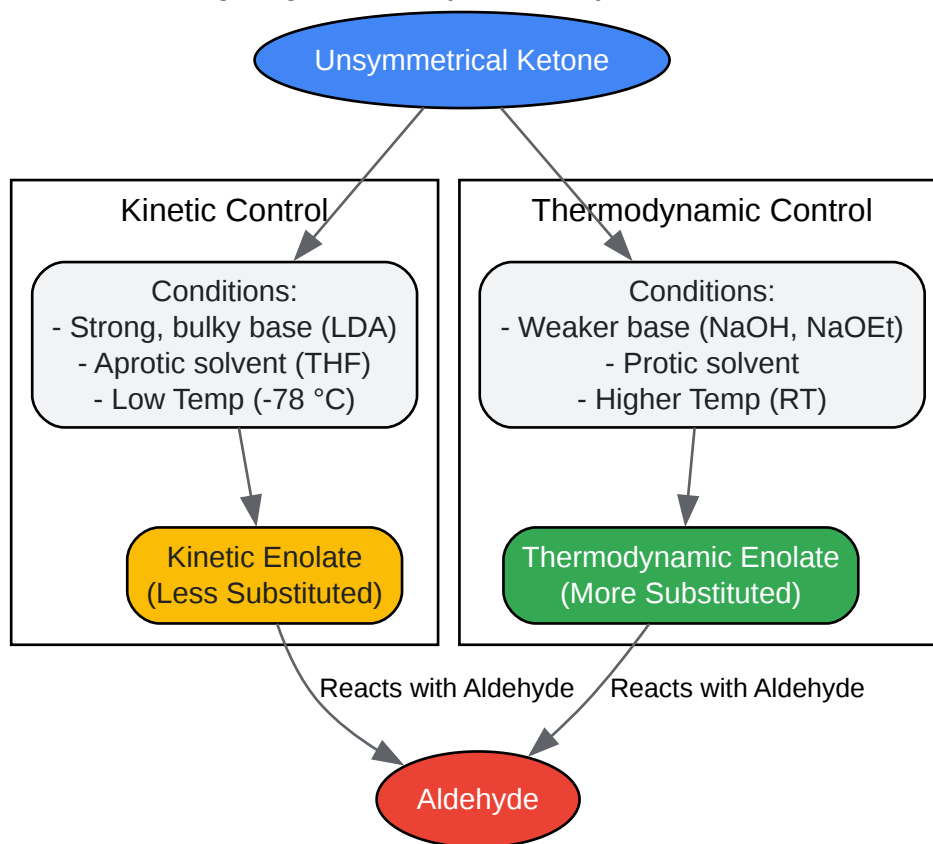 Unsymmetrical Ketone
Kinetic Control
Conditions:
- Strong, bulky base (LDA)
- Aprotic solvent (THF)
- Low Temp (-78 °C)
Kinetic Enolate
(Less Substituted)
Thermodynamic Control
Conditions:
- Weaker base (NaOH, NaOEt)
- Protic solvent
- Higher Temp (RT)
Thermodynamic Enolate
(More Substituted)
Reacts with Aldehyde
Reacts with Aldehyde
Aldehyde